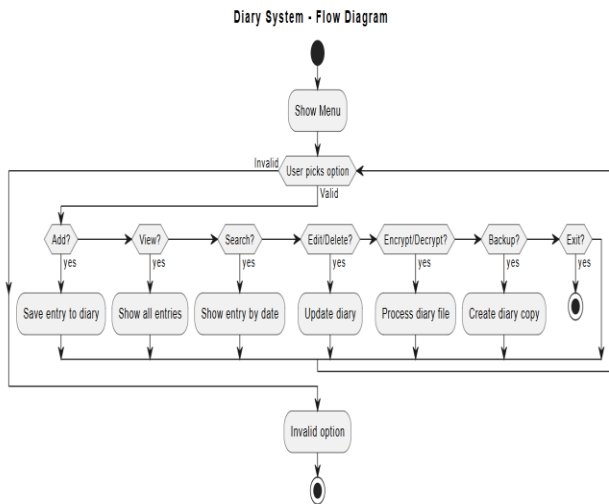 Diary System - Flow Diagram
Show Menu
Invalid
User picks option
Valid
Add?
View?
Search?
Edit/Delete?
Encrypt/Decrypt?
Backup?
Exit?
yes
yes
yes
yes
yes
yes
yes
Save entry to diary
Show all entries
Show entry by date
Update diary
Process diary file
Create diary copy
Invalid option